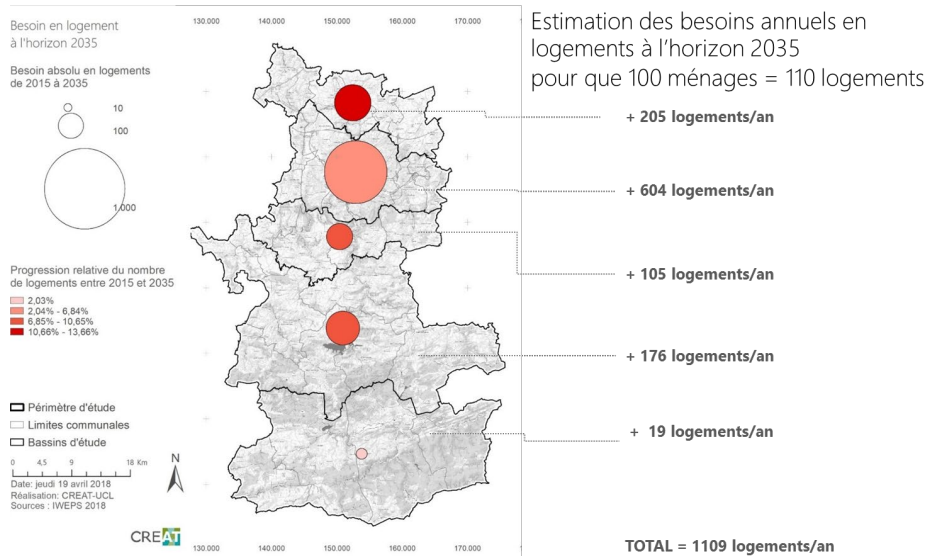 Besoin en logement
à l'horizon 2035
Besoin absolu en logements
de 2015 à 2035
10
100
1.000
Progression relative du nombre
de logements entre 2015 et 2035
2,03%
2,04% - 6,84%
6,85% - 10,65%
10,66% - 13,66%
Périmètre d'étude
Limites communales
Bassins d'étude
0 4,5 9 18 Km
N
Date: jeudi 19 avril 2018
Réalisation: CREAT-UCL
Sources : IWEPS 2018
CREAT
130.000 140.000 150.000 160.000 170.000
130.000 140.000 150.000 160.000 170.000
Estimation des besoins annuels en
logements à l'horizon 2035
pour que 100 ménages = 110 logements
+ 205 logements/an
+ 604 logements/an
+ 105 logements/an
+ 176 logements/an
+ 19 logements/an
TOTAL = 1109 logements/an